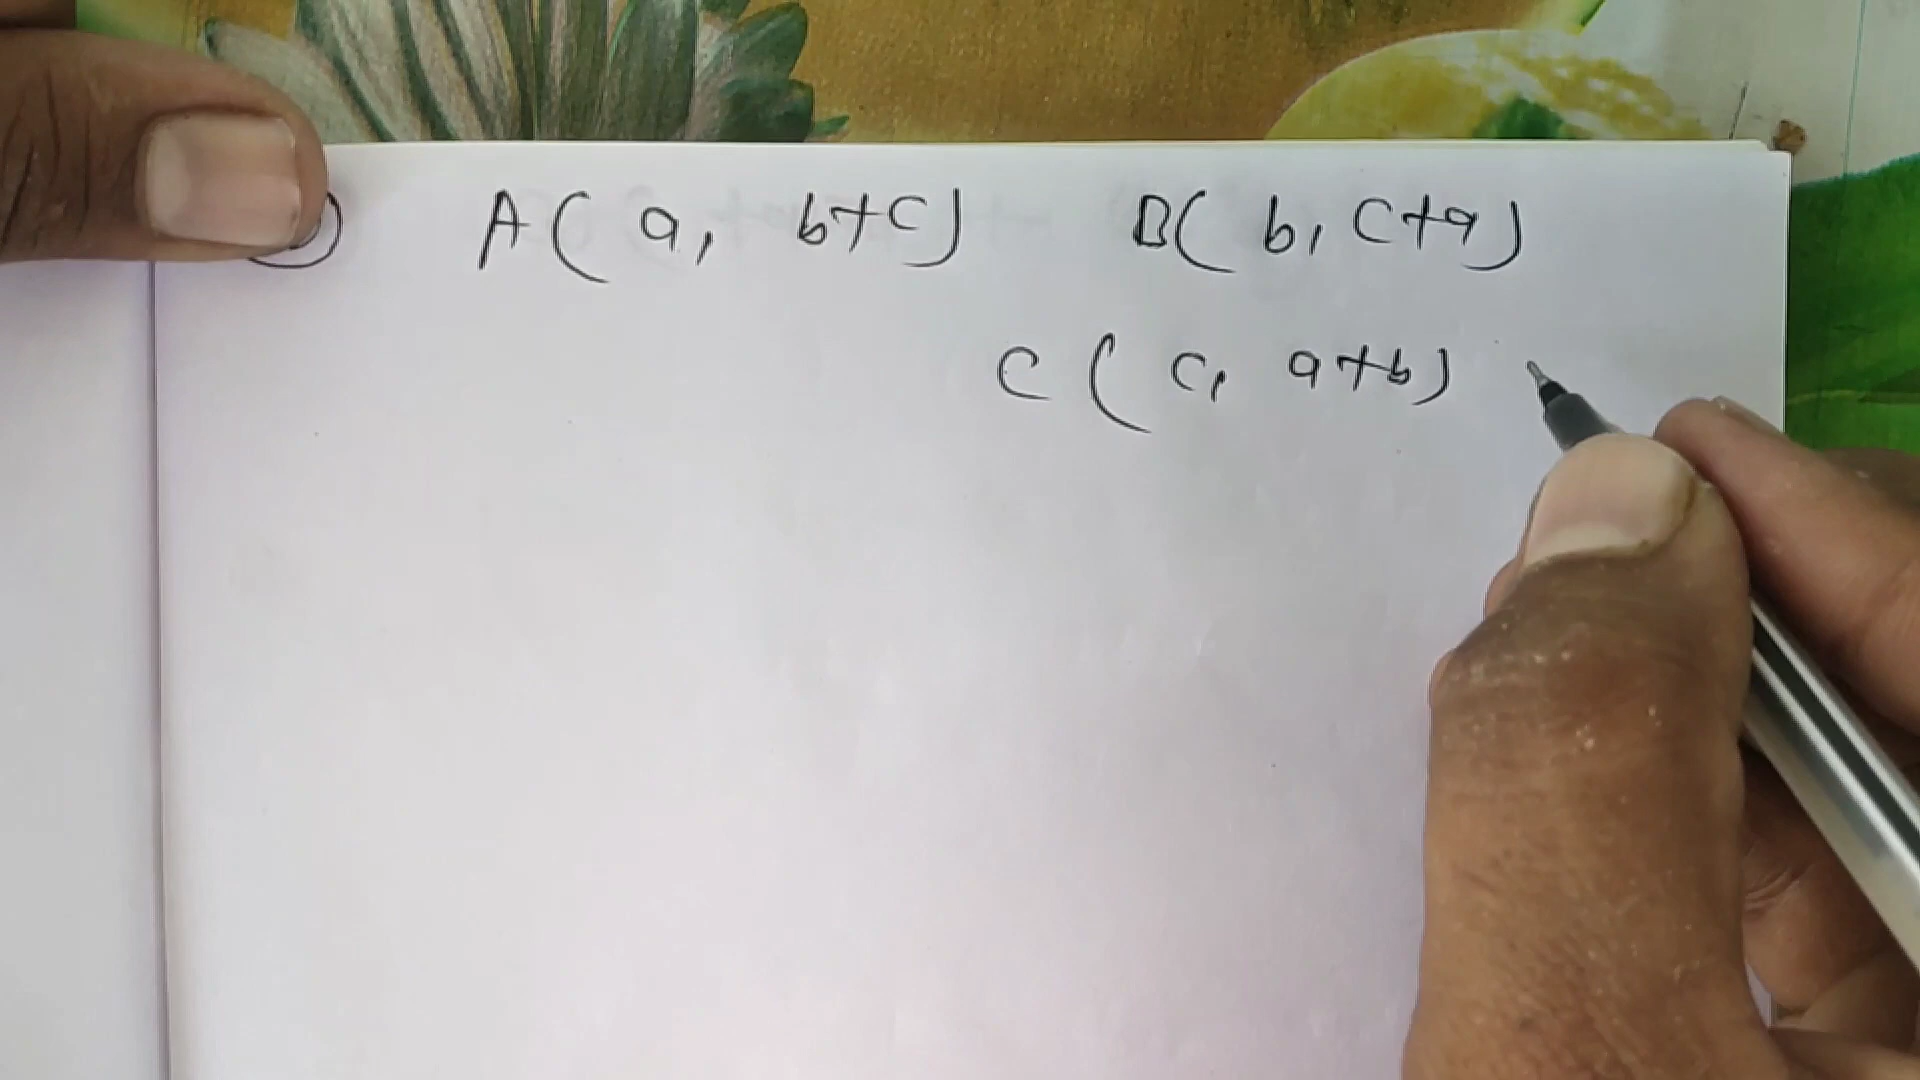 A( a, b+c) B( b, c+a)
C ( c, a+b)